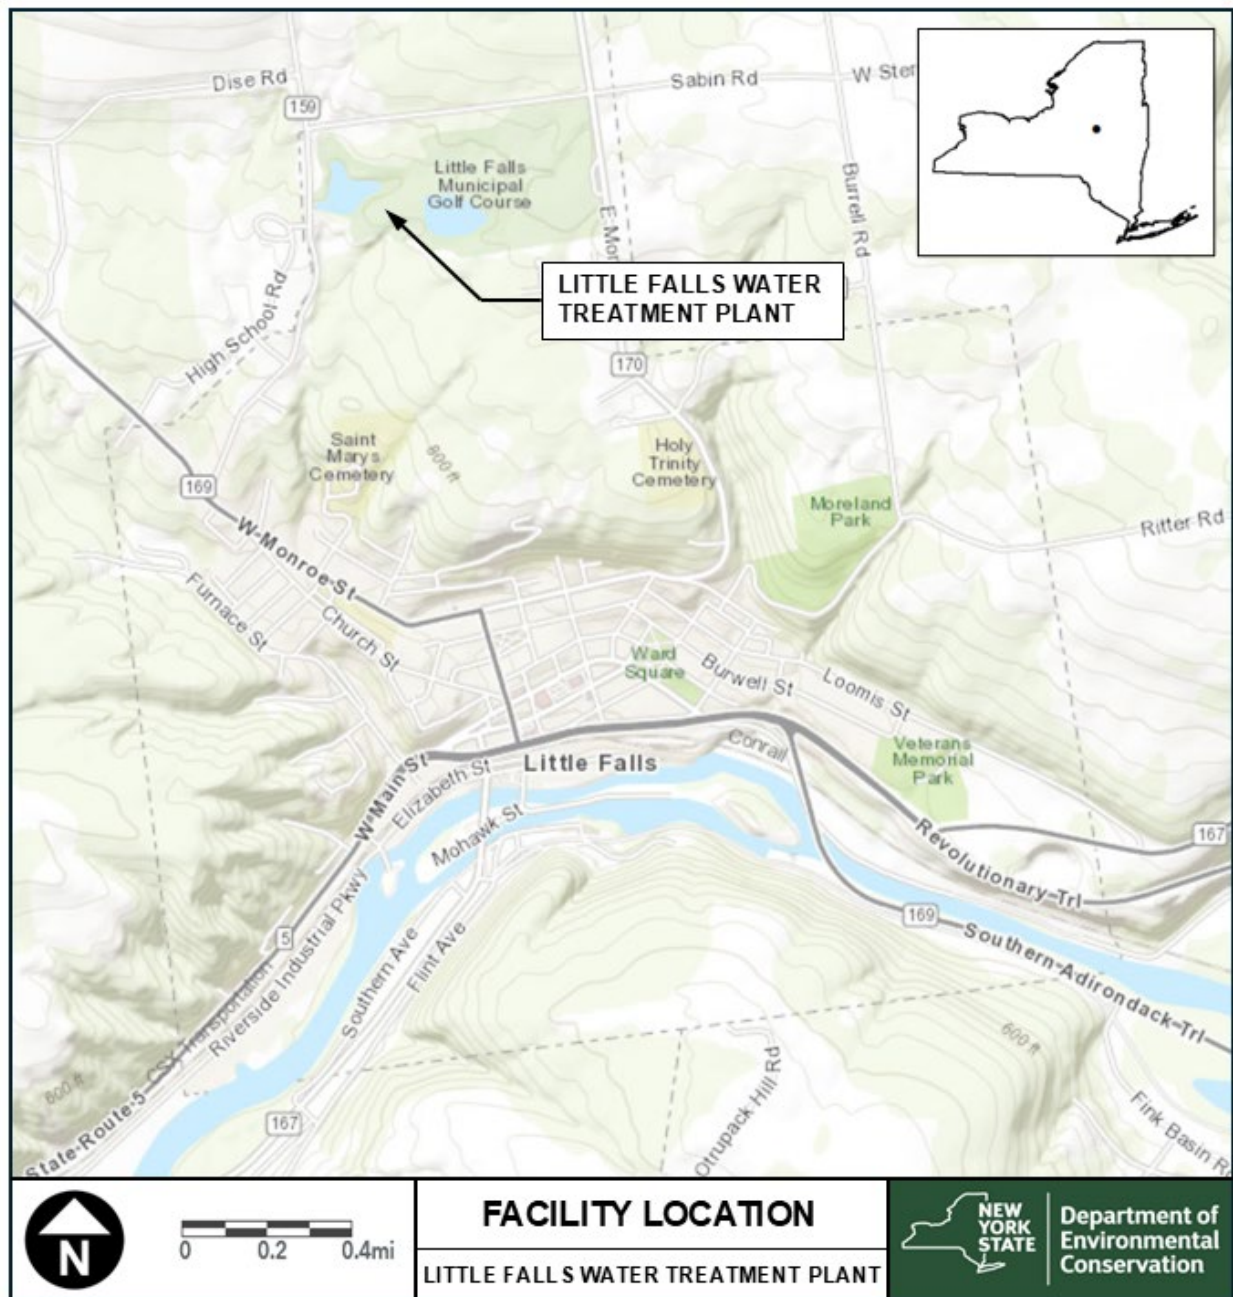 Dise Rd
Sabin Rd
W Ster
159
Little Falls
Municipal
Golf Course
E Mor
Burrell Rd
LITTLE FALLS WATER
TREATMENT PLANT
High School Rd
170
Saint
Marys
Cemetery
800 ft
Holy
Trinity
Cemetery
169
Moreland
Park
Ritter Rd
W-Monroe-St
Furnace St
Church St
Ward
Square
Burwell St
Loomis St
Conrail
Veterans
Memorial
Park
Little Falls
W-Main-St
Elizabeth St
Mohawk St
167
Revolutionary-Trl
5
169
Southern-Adirondack-Trl
Riverside Industrial Pkwy
CSX Transportation
Southern Ave
Flint Ave
600 ft
600 ft
State-Route-5
167
Otrupack Hill Rd
Fink Basin R
N
0 0.2 0.4mi
FACILITY LOCATION
LITTLE FALLS WATER TREATMENT PLANT
NEW
YORK
STATE
Department of
Environmental
Conservation